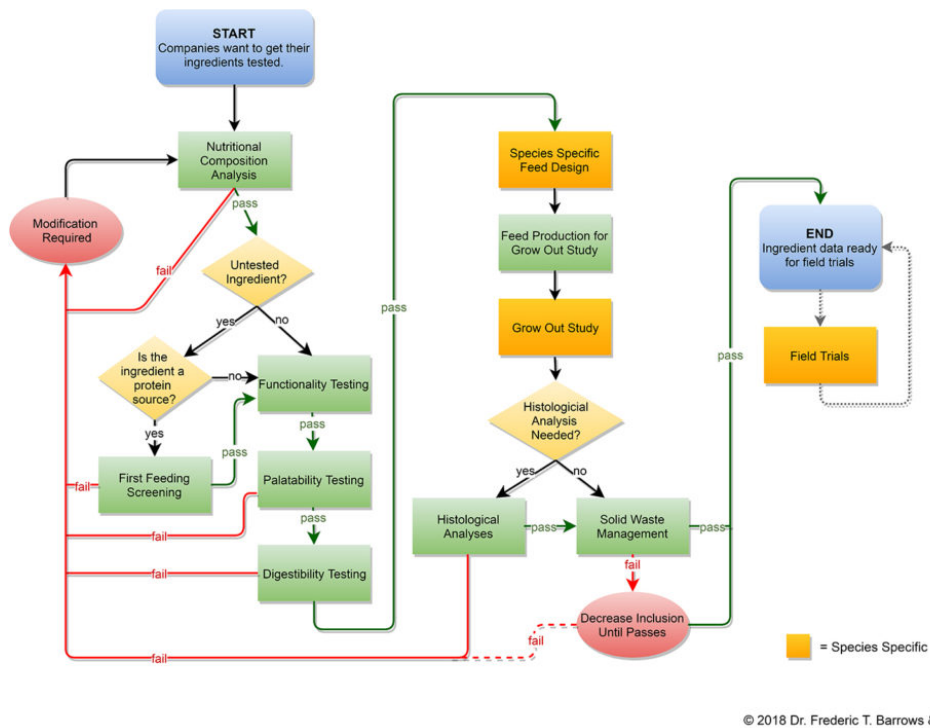 START
Companies want to get their
ingredients tested.
Nutritional
Composition
Analysis
Modification
Required
pass
fail
Untested
Ingredient?
yes
no
Is the
ingredient a
protein
source?
no
Functionality Testing
yes
pass
pass
First Feeding
Screening
fail
Palatability Testing
fail
pass
Digestibility Testing
fail
fail
pass
Species Specific
Feed Design
Feed Production for
Grow Out Study
Grow Out Study
Histologicial
Analysis
Needed?
yes
no
Histological
Analyses
pass
Solid Waste
Management
pass
fail
Decrease Inclusion
Until Passes
fail
pass
END
Ingredient data ready
for field trials
Field Trials
= Species Specific
© 2018 Dr. Frederic T. Barrows &